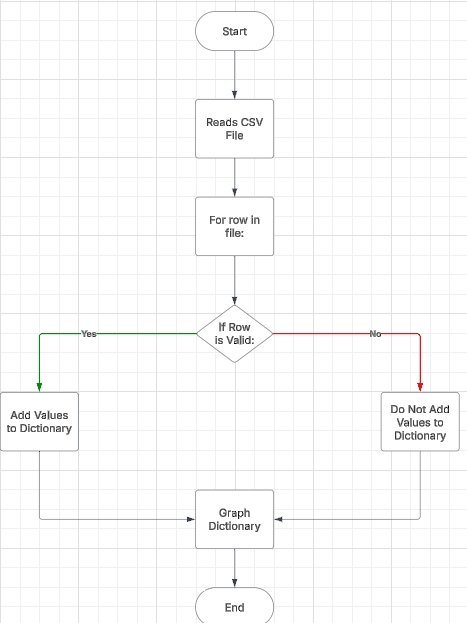 Start
Reads CSV
File
For row in
file:
If Row
is Valid:
Yes
No
Add Values
to Dictionary
Do Not Add
Values to
Dictionary
Graph
Dictionary
End